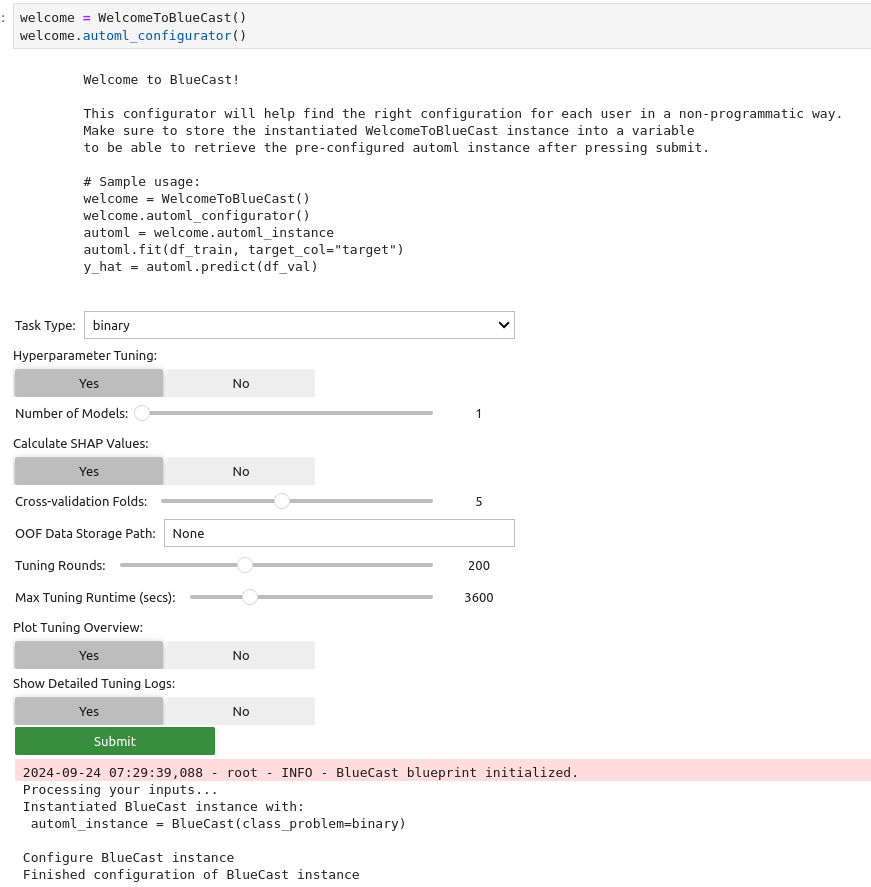 : welcome = WelcomeToBlueCast()
welcome.automl_configurator()
Welcome to BlueCast!
This configurator will help find the right configuration for each user in a non-programmatic way.
Make sure to store the instantiated WelcomeToBlueCast instance into a variable
to be able to retrieve the pre-configured automl instance after pressing submit.
# Sample usage:
welcome = WelcomeToBlueCast()
welcome.automl_configurator()
automl = welcome.automl_instance
automl.fit(df_train, target_col="target")
y_hat = automl.predict(df_val)
Task Type: binary
Hyperparameter Tuning:
Yes No
Number of Models: 1
Calculate SHAP Values:
Yes No
Cross-validation Folds: 5
OOF Data Storage Path: None
Tuning Rounds: 200
Max Tuning Runtime (secs): 3600
Plot Tuning Overview:
Yes No
Show Detailed Tuning Logs:
Yes No
Submit
2024-09-24 07:29:39,088 - root - INFO - BlueCast blueprint initialized.
Processing your inputs...
Instantiated BlueCast instance with:
automl_instance = BlueCast(class_problem=binary)
Configure BlueCast instance
Finished configuration of BlueCast instance